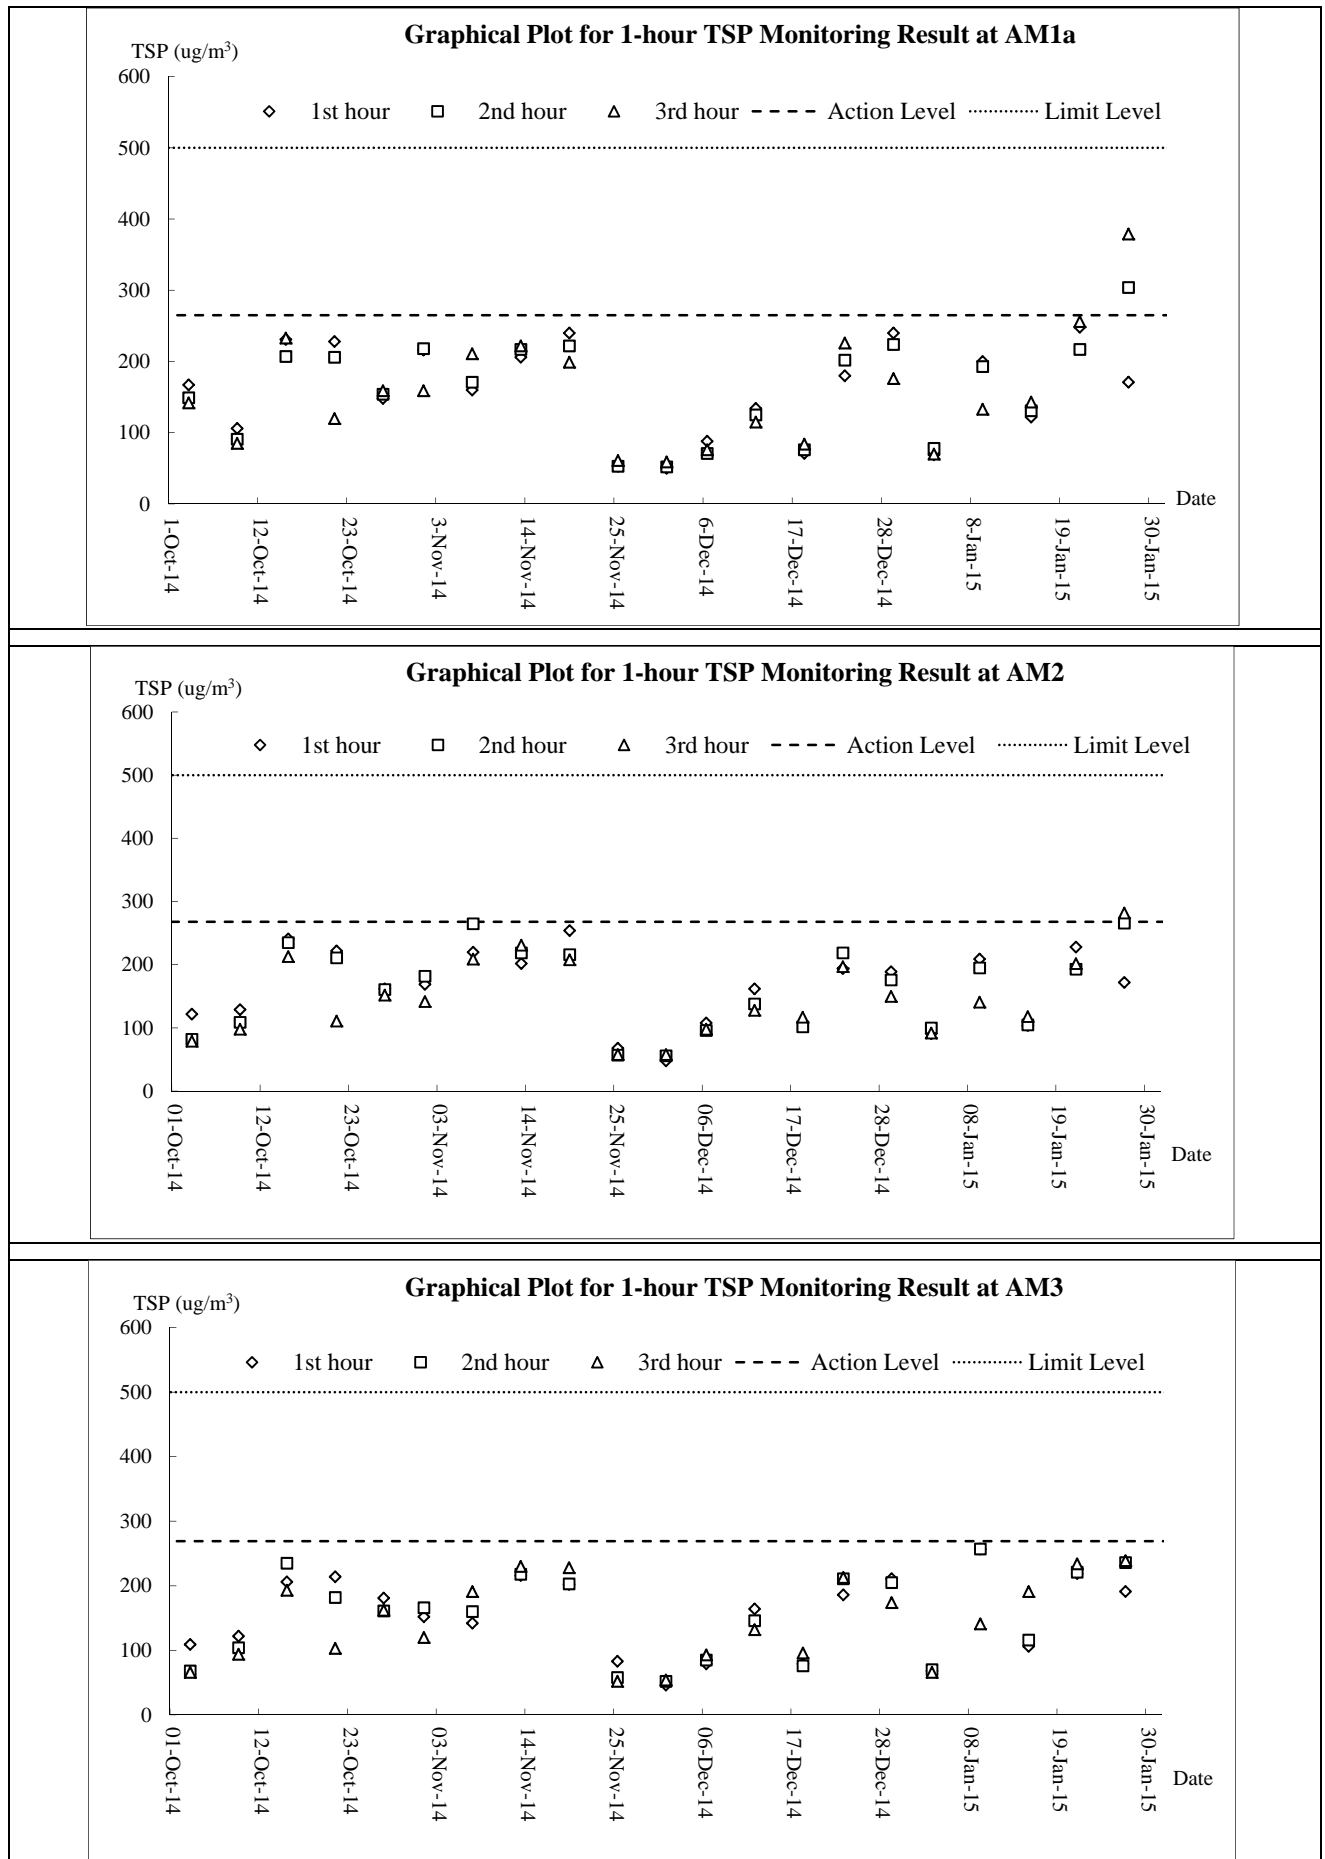 Graphical Plot for 1-hour TSP Monitoring Result at AM1a
TSP (ug/m³)
600
1st hour 2nd hour 3rd hour Action Level Limit Level
500
400
300
200
100
0
Date
1-Oct-14 12-Oct-14 23-Oct-14 3-Nov-14 14-Nov-14 25-Nov-14 6-Dec-14 17-Dec-14 28-Dec-14 8-Jan-15 19-Jan-15 30-Jan-15
Graphical Plot for 1-hour TSP Monitoring Result at AM2
TSP (ug/m³)
600
1st hour 2nd hour 3rd hour Action Level Limit Level
500
400
300
200
100
0
01-Oct-14 12-Oct-14 23-Oct-14 03-Nov-14 14-Nov-14 25-Nov-14 06-Dec-14 17-Dec-14 28-Dec-14 08-Jan-15 19-Jan-15 30-Jan-15
Date
Graphical Plot for 1-hour TSP Monitoring Result at AM3
TSP (ug/m³)
600
1st hour 2nd hour 3rd hour Action Level Limit Level
500
400
300
200
100
0
01-Oct-14 12-Oct-14 23-Oct-14 03-Nov-14 14-Nov-14 25-Nov-14 06-Dec-14 17-Dec-14 28-Dec-14 08-Jan-15 19-Jan-15 30-Jan-15
Date